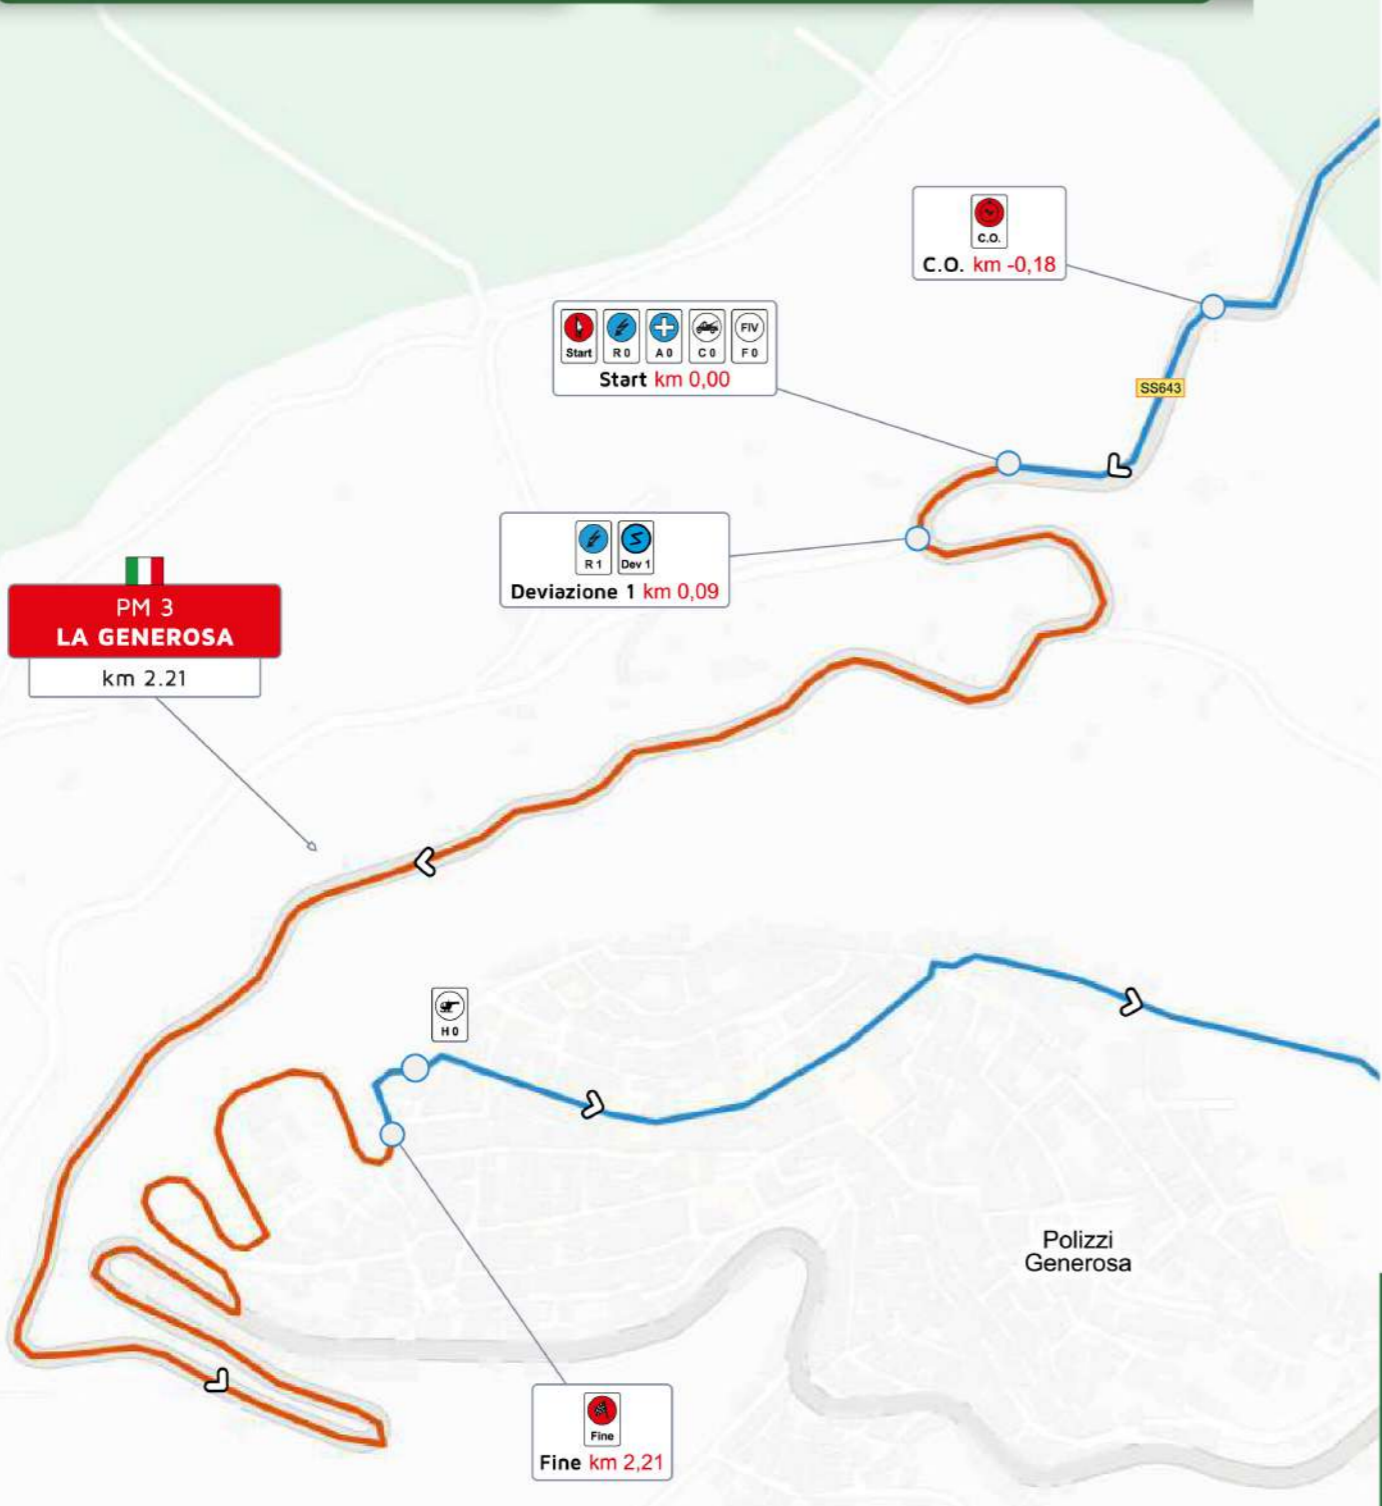 C.O.
C.O. km -0,18
Start R 0 A 0 C 0 FIV F 0
Start km 0,00
SS643
R 1 Dev 1
Deviazione 1 km 0,09
PM 3
LA GENEROSA
km 2.21
H 0
Polizzi
Generosa
Fine
Fine km 2,21